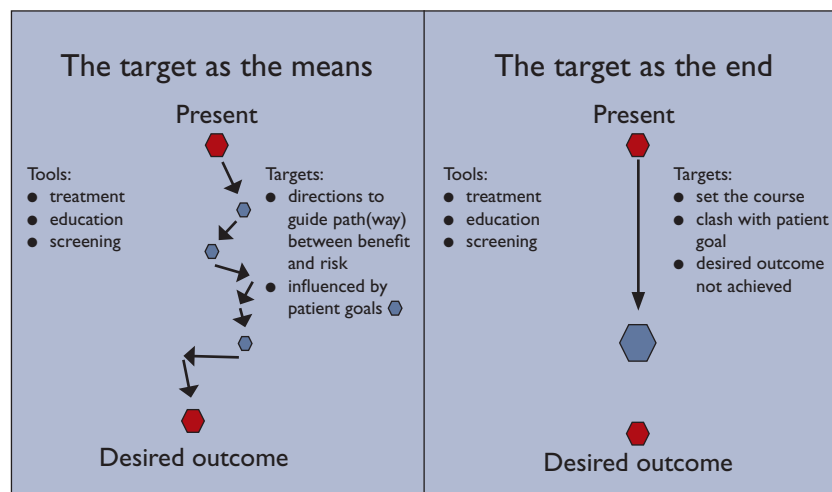 The target as the means
Present
Tools:
● treatment
● education
● screening
Targets:
● directions to
guide path(way)
between benefit
and risk
● influenced by
patient goals
Desired outcome
The target as the end
Present
Tools:
● treatment
● education
● screening
Targets:
● set the course
● clash with patient
goal
● desired outcome
not achieved
Desired outcome